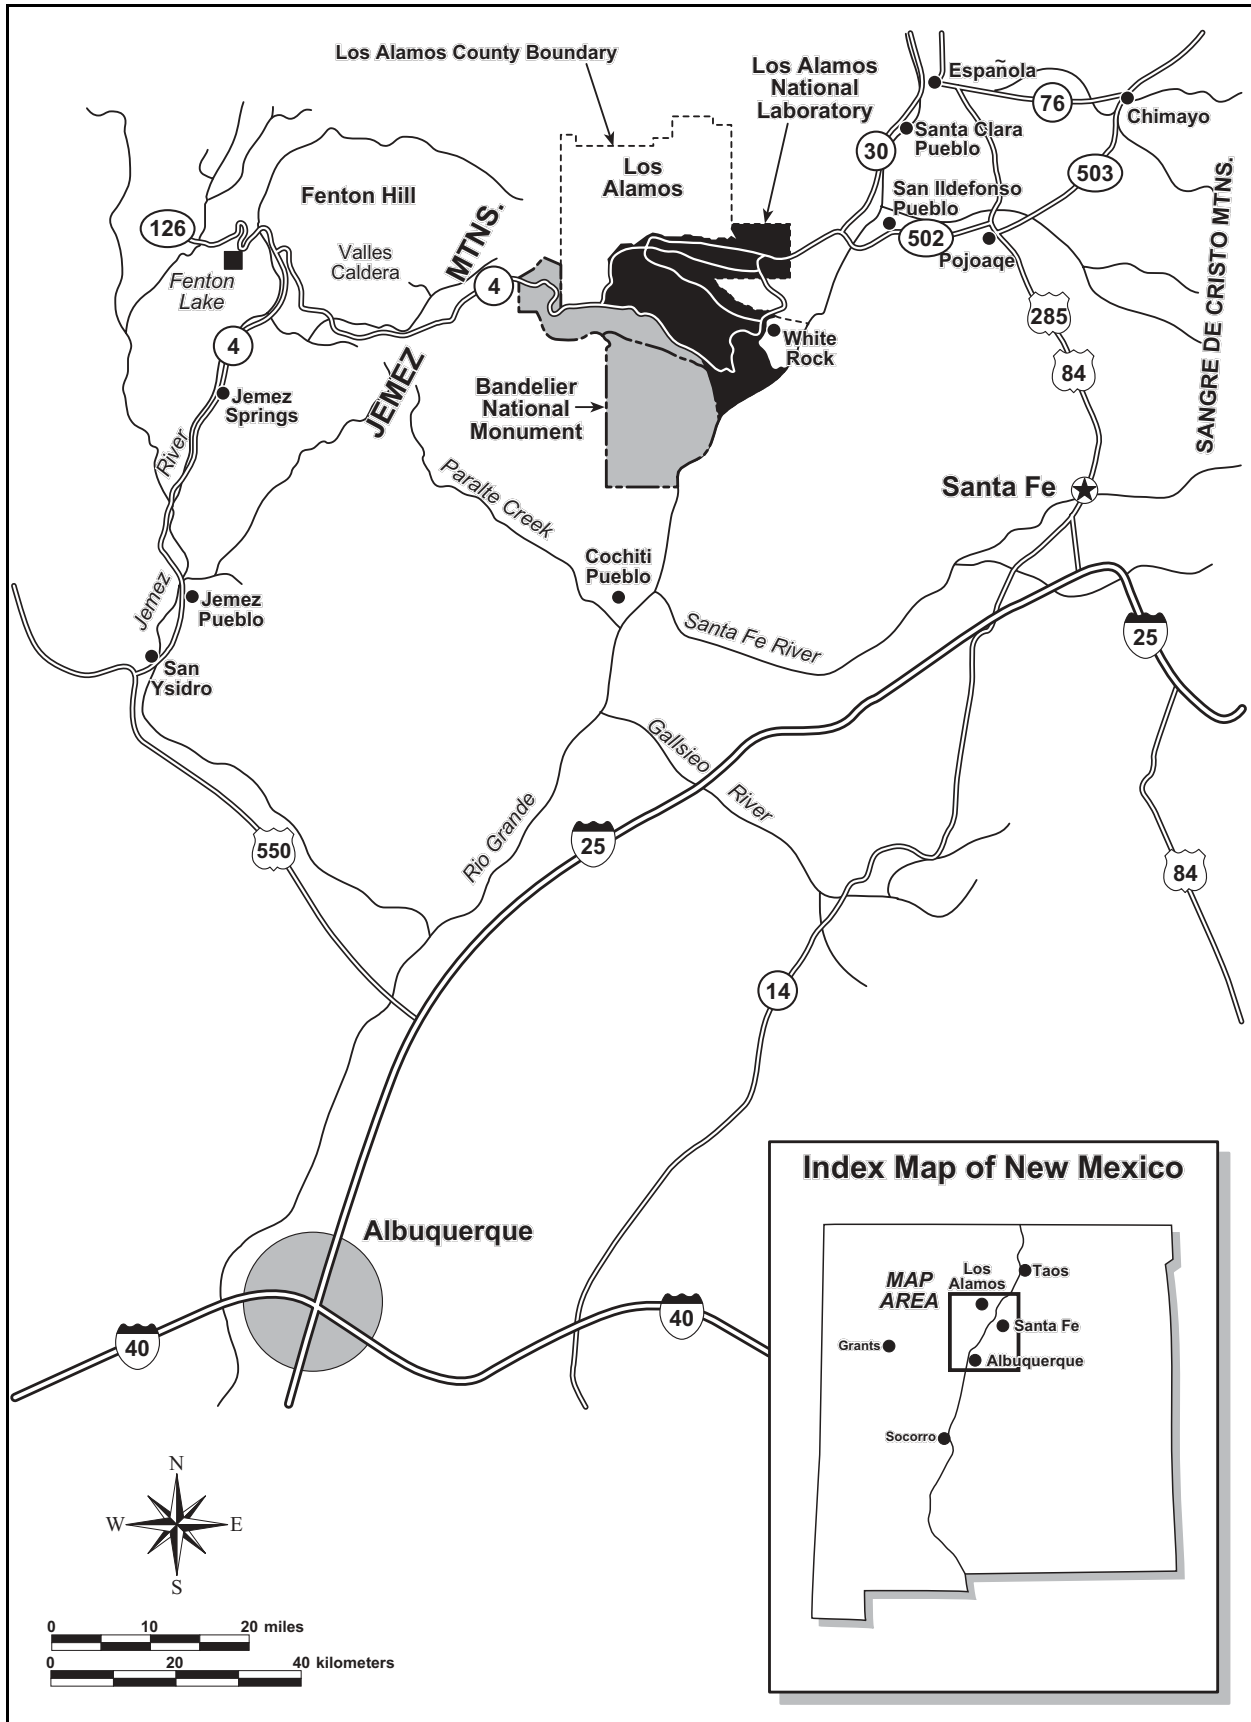 Los Alamos County Boundary
Los Alamos
National
Laboratory
Española
76
Chimayo
Santa Clara
Pueblo
30
Los
Alamos
503
San Ildefonso
Pueblo
Fenton Hill
126
502
Pojoaqe
SANGRE DE CRISTO MTNS.
MTNS.
Valles
Caldera
Fenton
Lake
4
4
285
White
Rock
84
JEMEZ
Jemez
Springs
Bandelier
National
Monument
River
Paralte Creek
Santa Fe
Cochiti
Pueblo
Jemez
Jemez
Pueblo
Santa Fe River
25
San
Ysidro
Gallsieo
River
Rio Grande
25
550
84
14
Albuquerque
40
40
Index Map of New Mexico
MAP
AREA
Los
Alamos
Taos
Santa Fe
Grants
Albuquerque
Socorro
N
W
E
S
0 10 20 miles
0 20 40 kilometers